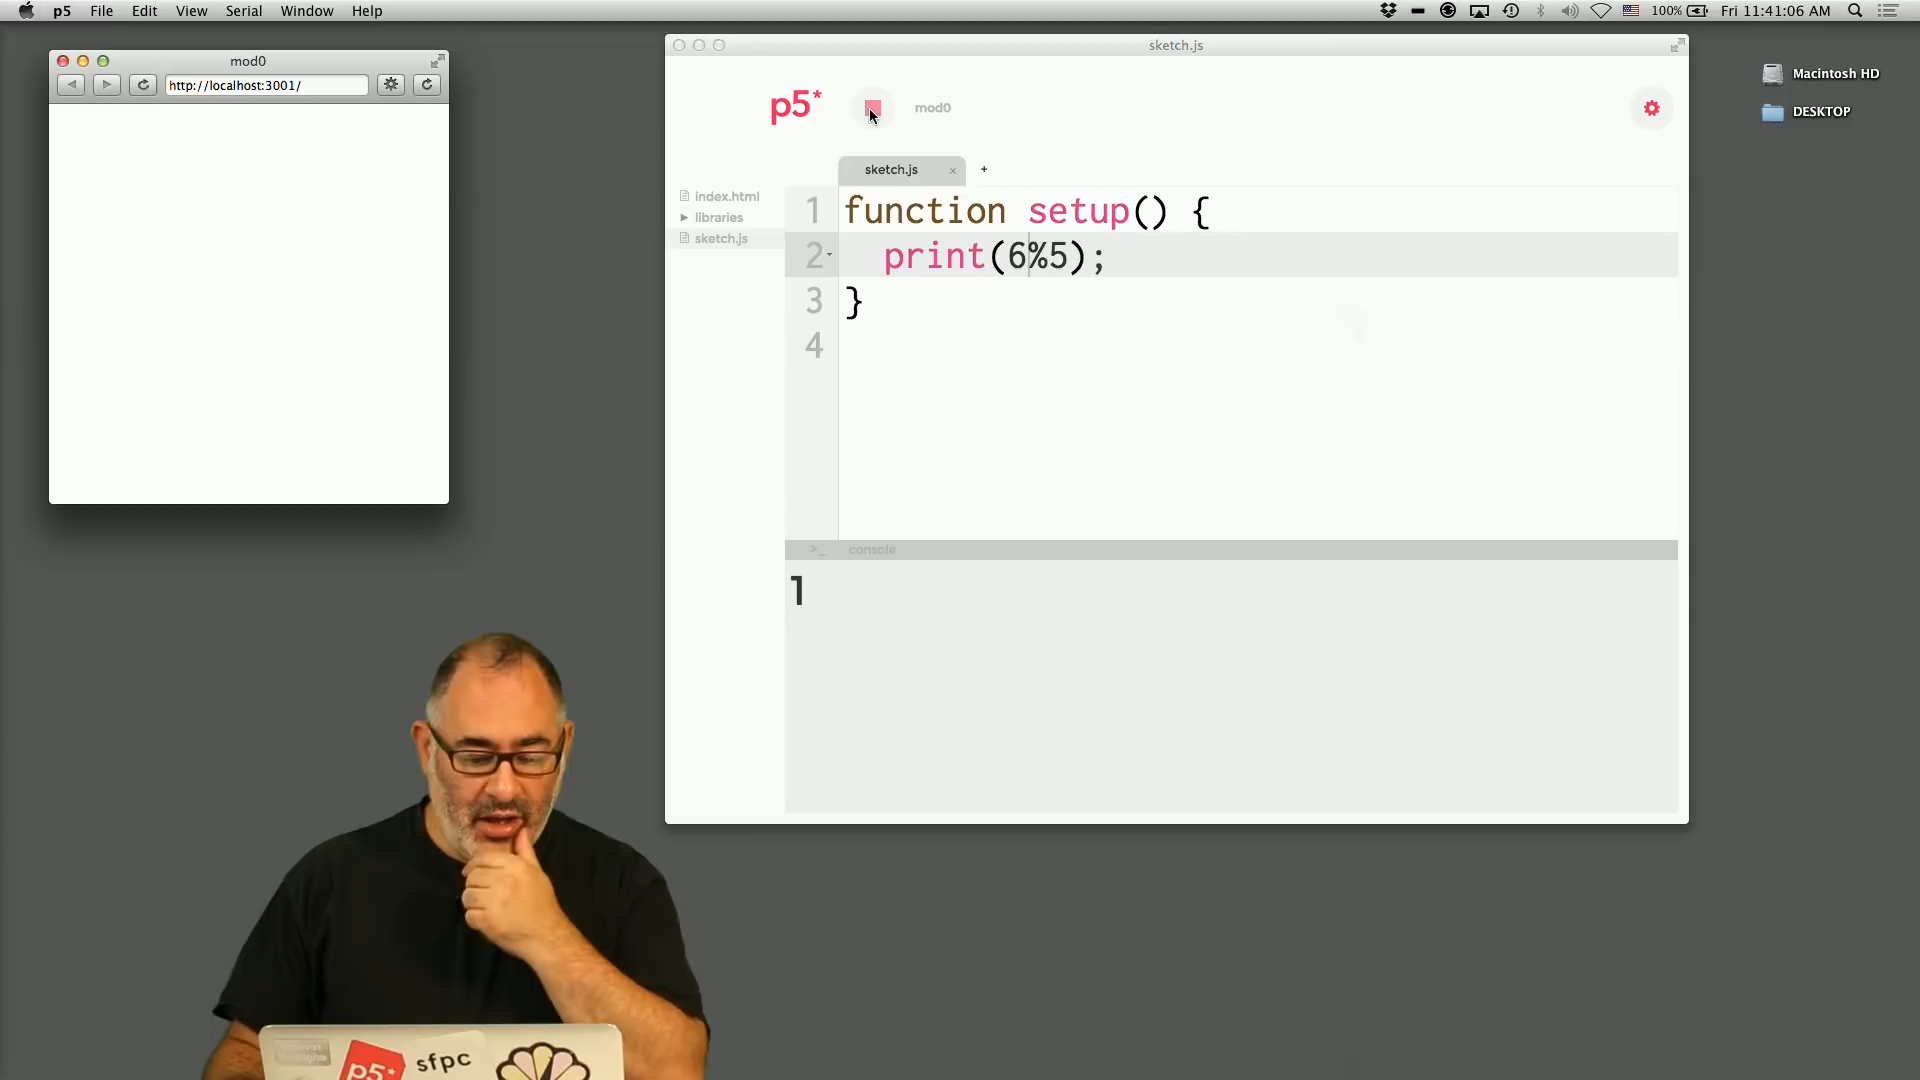 p5 File Edit View Serial Window Help
100% Fri 11:41:06 AM
mod0
http://localhost:3001/
sketch.js
p5* mod0
sketch.js × +
index.html
libraries
sketch.js
1 function setup() {
2 print(6%5);
3 }
4
>_ console
1
Macintosh HD
DESKTOP
p5*
sfpc